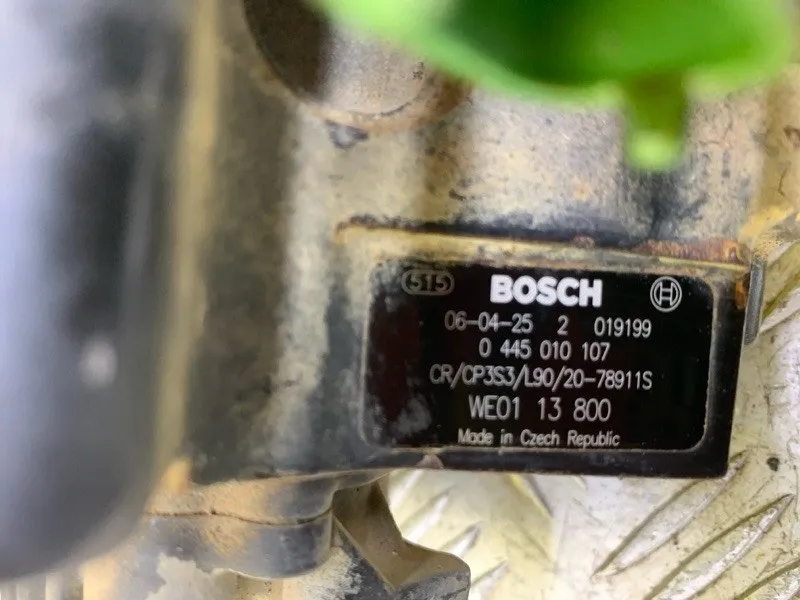 515 BOSCH
06-04-25 2 019199
0 445 010 107
CR/CP3S3/L90/20-78911S
WE01 13 800
Made in Czech Republic